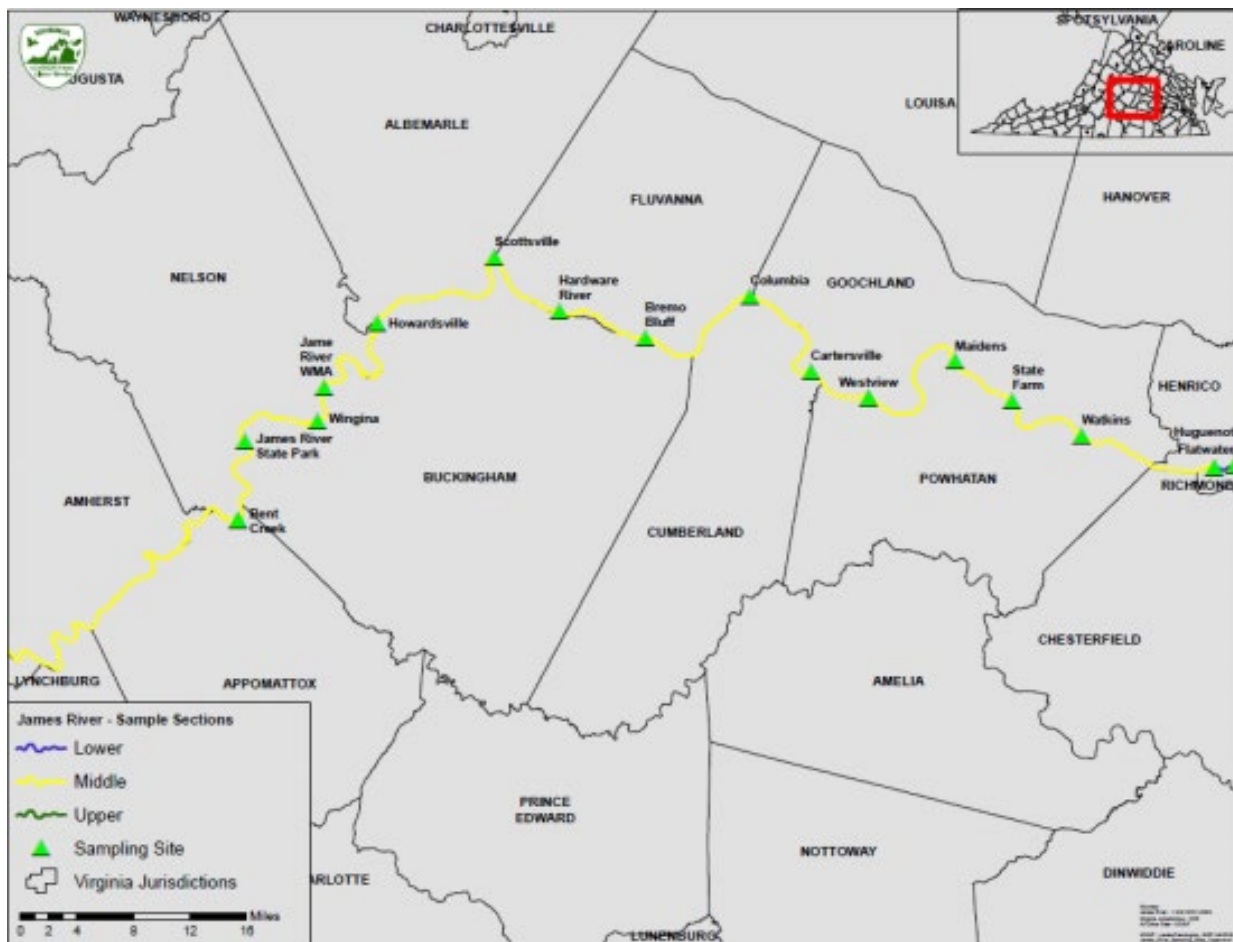 WAYNESBORO
CHARLOTTESVILLE
SPOTSYLVANIA
CAROLINE
UGUSTA
LOUISA
ALBEMARLE
FLUVANNA
HANOVER
Scottsville
NELSON
Hardware
River
Columbia
GOOCHLAND
Bremo
Bluff
Howardsville
Jame
River
WMA
Cartersville
Maidens
Westview
State
Farm
HENRICO
Wingina
Watkins
Huguenot
Flatwater
James River
State Park
BUCKINGHAM
POWHATAN
RICHMOND
AMHERST
Bent
Creek
CUMBERLAND
CHESTERFIELD
LYNCHBURG
APPOMATTOX
AMELIA
James River - Sample Sections
Lower
Middle
Upper
Sampling Site
Virginia Jurisdictions
Miles
0 2 4 8 12 16
PRINCE
EDWARD
NOTTOWAY
DINWIDDIE
ARLOTTE
LUNENBURG